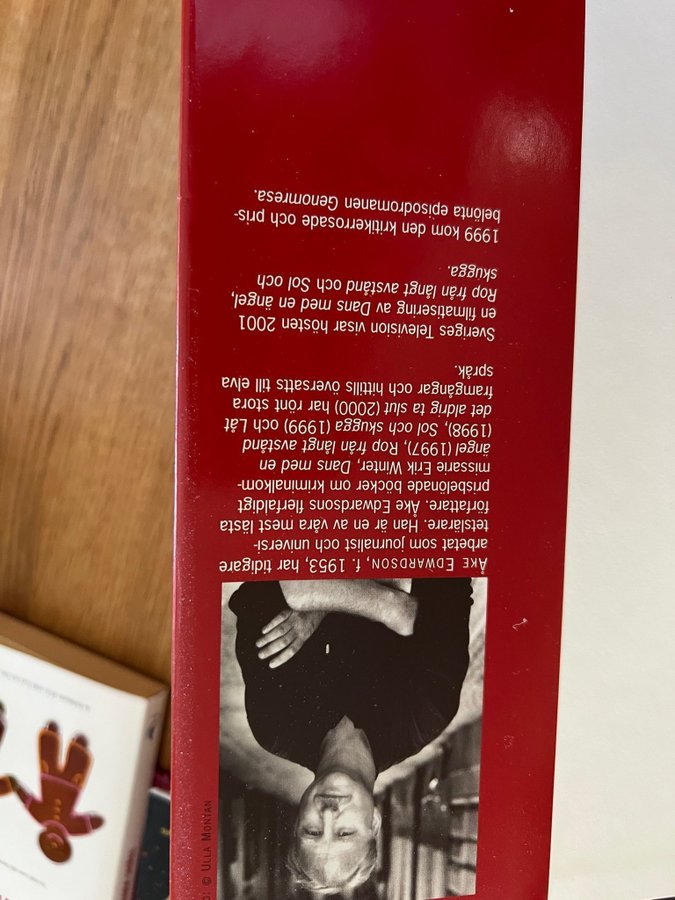 © ULLA MONTAN
ÅKE EDWARDSON, f. 1953, har tidigare
arbetat som journalist och universi-
tetslärare. Han är en av våra mest lästa
författare. Åke Edwardsons flerfaldigt
prisbelönade böcker om kriminalkom-
missarie Erik Winter, Dans med en
ängel (1997), Rop från långt avstånd
(1998), Sol och skugga (1999) och Låt
det aldrig ta slut (2000) har rönt stora
framgångar och hittills översatts till elva
språk.
Sveriges Television visar hösten 2001
en filmatisering av Dans med en ängel,
Rop från långt avstånd och Sol och
skugga.
1999 kom den kritikerrosade och pris-
belönta episodromanen Genomresa.